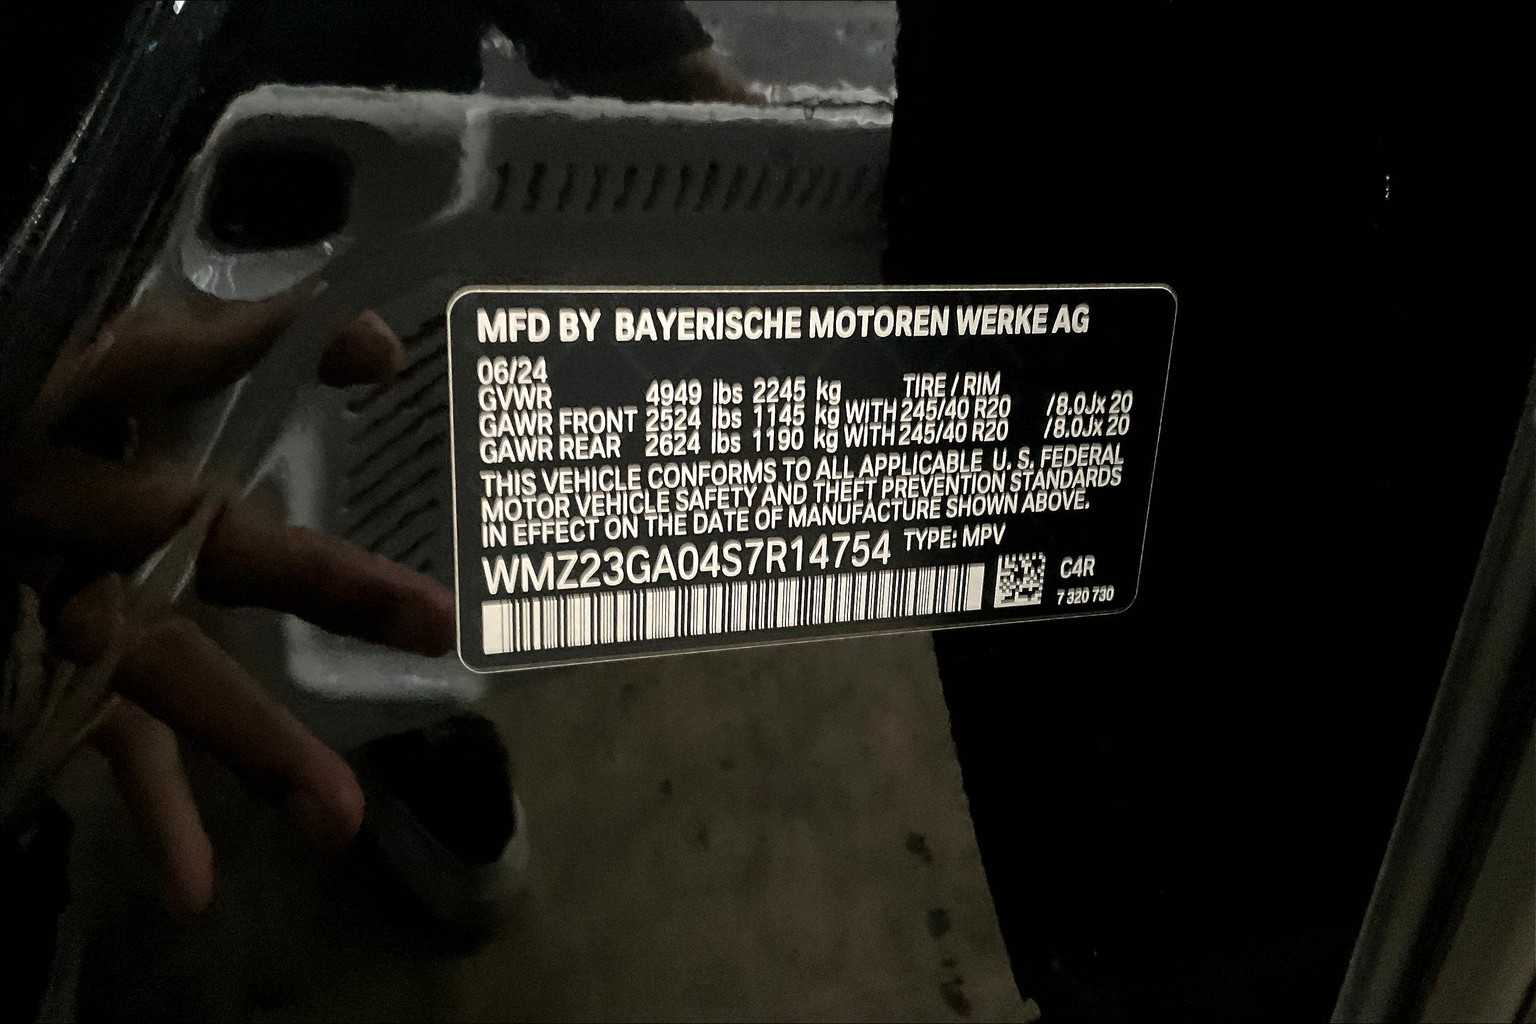 MFD BY BAYERISCHE MOTOREN WERKE AG
06/24
GVWR 4949 lbs 2245 kg TIRE / RIM
GAWR FRONT 2524 lbs 1145 kg WITH 245/40 R20 /8.0Jx 20
GAWR REAR 2624 lbs 1190 kg WITH 245/40 R20 /8.0Jx 20
THIS VEHICLE CONFORMS TO ALL APPLICABLE U. S. FEDERAL
MOTOR VEHICLE SAFETY AND THEFT PREVENTION STANDARDS
IN EFFECT ON THE DATE OF MANUFACTURE SHOWN ABOVE.
WMZ23GA04S7R14754 TYPE: MPV
C4R
7 320 730